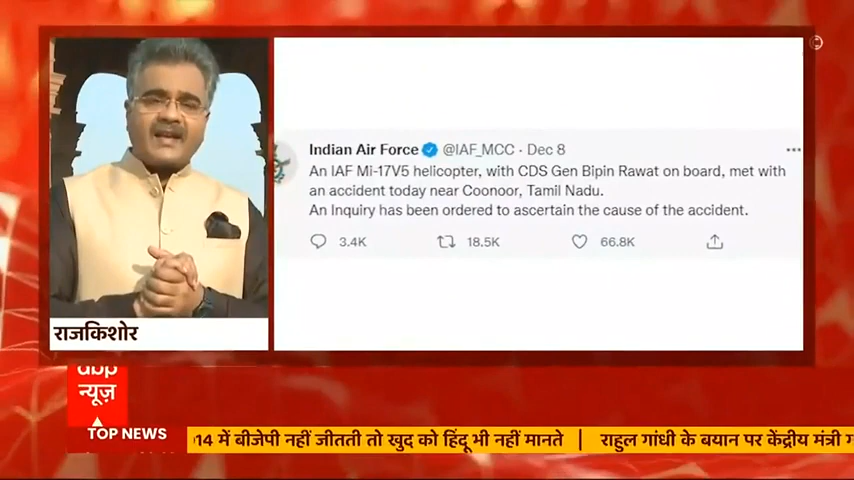 Indian Air Force @IAF_MCC · Dec 8
An IAF Mi-17V5 helicopter, with CDS Gen Bipin Rawat on board, met with
an accident today near Coonoor, Tamil Nadu.
An Inquiry has been ordered to ascertain the cause of the accident.
3.4K 18.5K 66.8K
राजकिशोर
abp
न्यूज़
TOP NEWS
014 में बीजेपी नहीं जीतती तो खुद को हिंदू भी नहीं मानते | राहुल गांधी के बयान पर केंद्रीय मंत्री